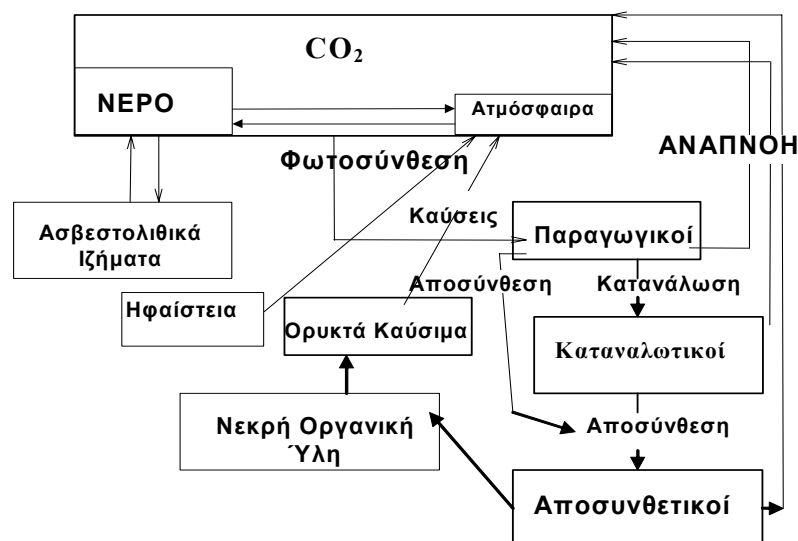 CO₂
ΝΕΡΟ
Ατμόσφαιρα
Φωτοσύνθεση
ΑΝΑΠΝΟΗ
Καύσεις
Παραγωγικοί
Ασβεστολιθικά
Ιζήματα
Αποσύνθεση
Κατανάλωση
Ηφαίστεια
Ορυκτά Καύσιμα
Καταναλωτικοί
Νεκρή Οργανική
Ύλη
Αποσύνθεση
Αποσυνθετικοί